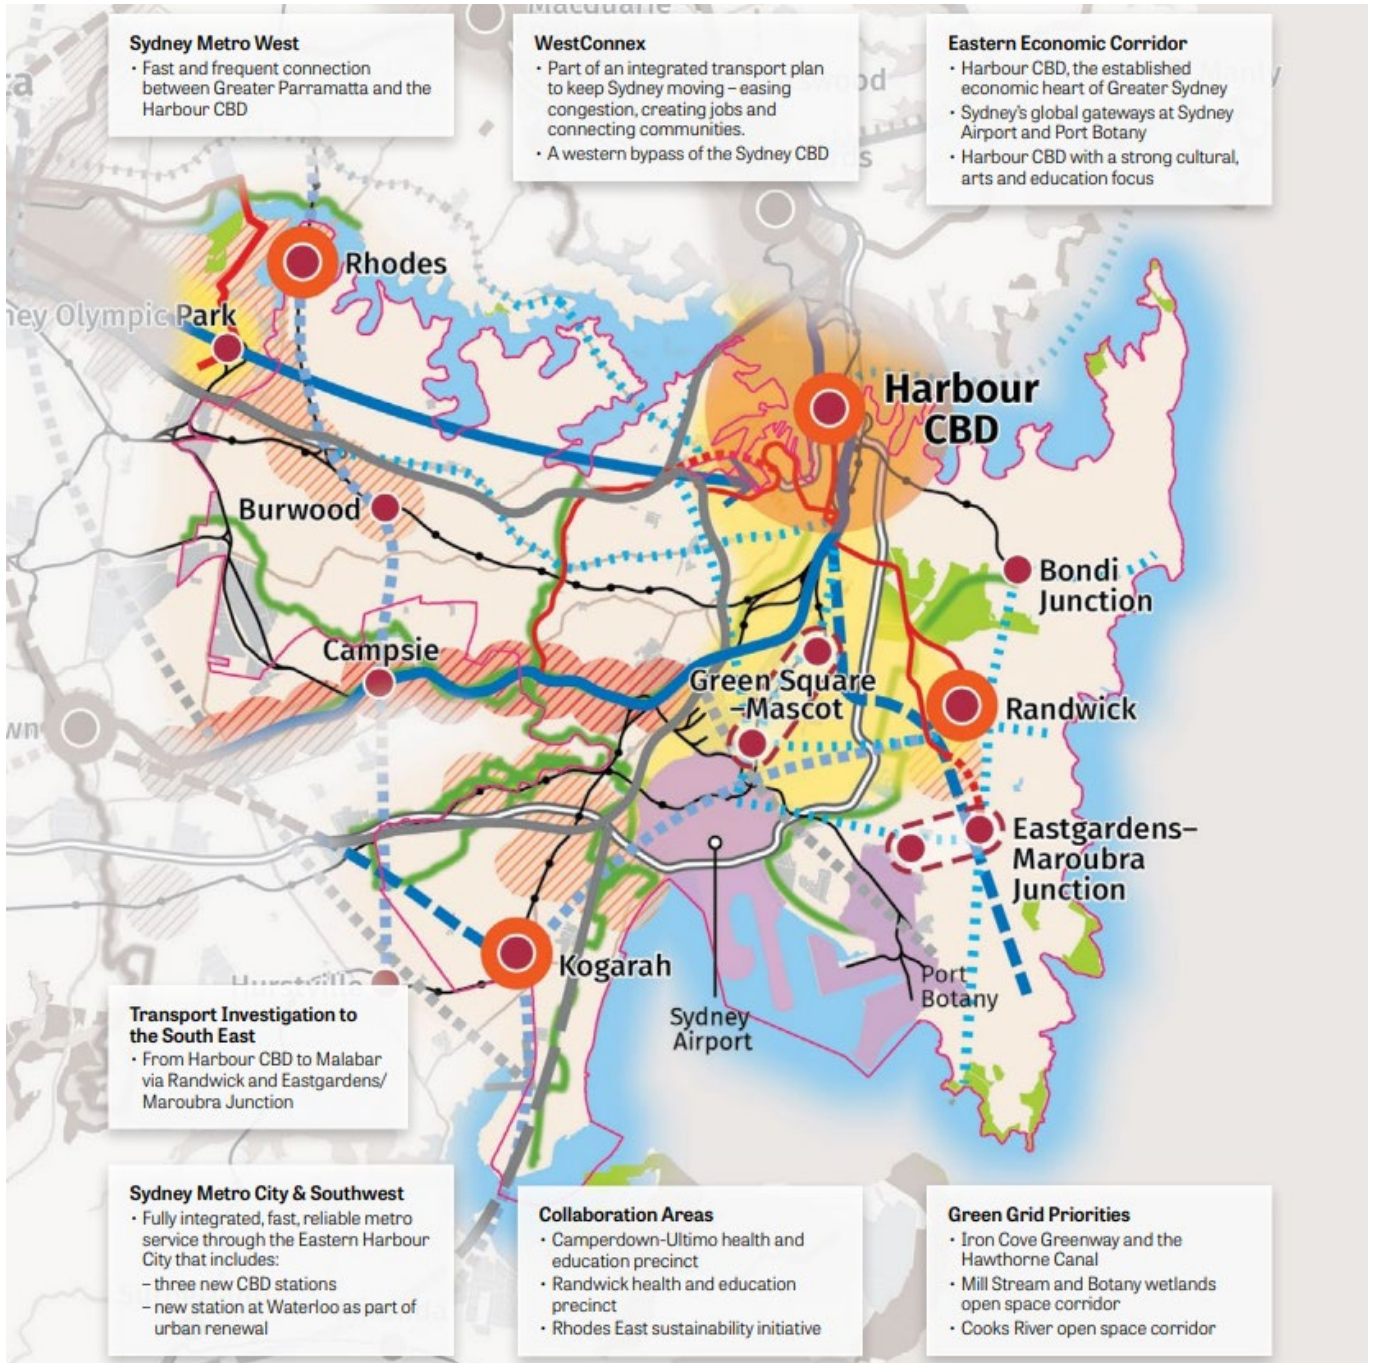 Macquarie
Sydney Metro West
• Fast and frequent connection
between Greater Parramatta and the
Harbour CBD
WestConnex
• Part of an integrated transport plan
to keep Sydney moving – easing
congestion, creating jobs and
connecting communities.
• A western bypass of the Sydney CBD
Eastern Economic Corridor
• Harbour CBD, the established
economic heart of Greater Sydney
• Sydney's global gateways at Sydney
Airport and Port Botany
• Harbour CBD with a strong cultural,
arts and education focus
Manly
Rhodes
ney Olympic Park
Harbour
CBD
Burwood
Bondi
Junction
Campsie
Green Square
–Mascot
Randwick
wn
Eastgardens–
Maroubra
Junction
Kogarah
Hurstville
Port
Botany
Sydney
Airport
Transport Investigation to
the South East
• From Harbour CBD to Malabar
via Randwick and Eastgardens/
Maroubra Junction
Sydney Metro City & Southwest
• Fully integrated, fast, reliable metro
service through the Eastern Harbour
City that includes:
– three new CBD stations
– new station at Waterloo as part of
urban renewal
Collaboration Areas
• Camperdown-Ultimo health and
education precinct
• Randwick health and education
precinct
• Rhodes East sustainability initiative
Green Grid Priorities
• Iron Cove Greenway and the
Hawthorne Canal
• Mill Stream and Botany wetlands
open space corridor
• Cooks River open space corridor